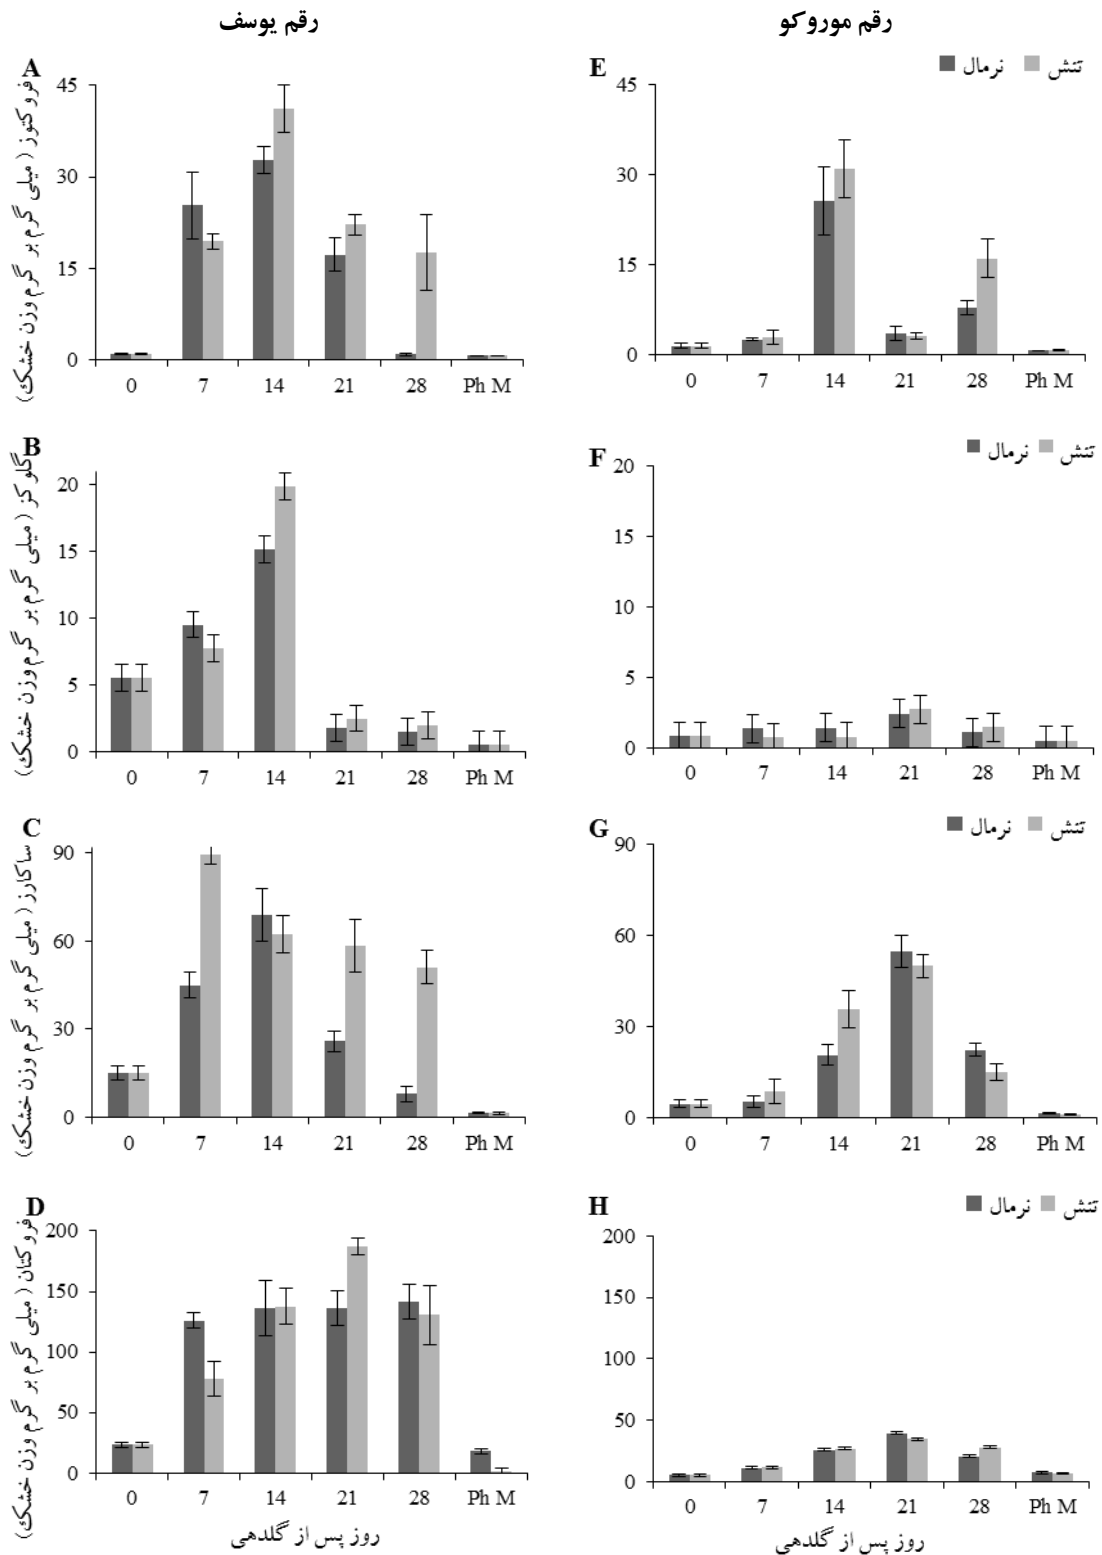 رقم یوسف
رقم موروکو
A
فروکتوز ( میلی گرم بر گرم وزن خشک)
45
30
15
0
0 7 14 21 28 Ph M
E
نرمال تنش
45
30
15
0
0 7 14 21 28 Ph M
B
گلوکز ( میلی گرم بر گرم وزن خشک)
20
15
10
5
0
0 7 14 21 28 Ph M
F
نرمال تنش
20
15
10
5
0
0 7 14 21 28 Ph M
C
ساکارز ( میلی گرم بر گرم وزن خشک)
90
60
30
0
0 7 14 21 28 Ph M
G
نرمال تنش
90
60
30
0
0 7 14 21 28 Ph M
D
فروکتان ( میلی گرم بر گرم وزن خشک)
200
150
100
50
0
0 7 14 21 28 Ph M
روز پس از گلدهی
H
نرمال تنش
200
150
100
50
0
0 7 14 21 28 Ph M
روز پس از گلدهی